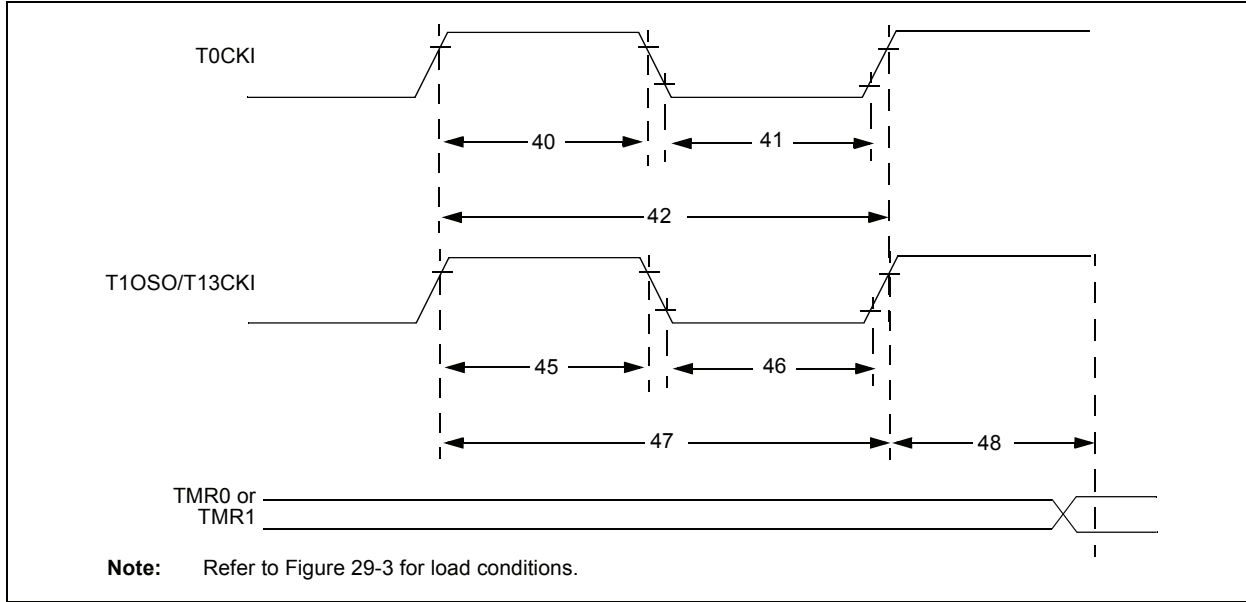 T0CKI
40
41
42
T1OSO/T13CKI
45
46
47
48
TMR0 or
TMR1
Note: Refer to Figure 29-3 for load conditions.